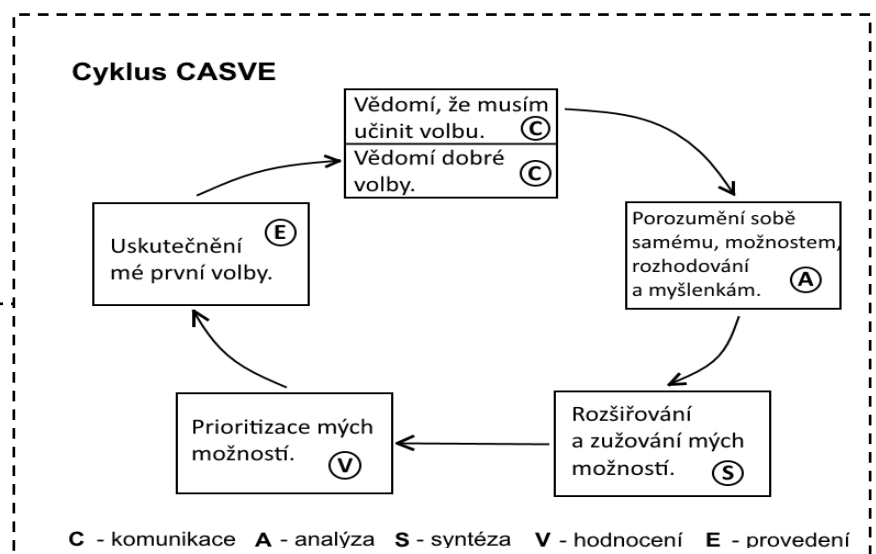 Cyklus CASVE
Vědomí, že musím
učinit volbu. C
Vědomí dobré
volby. C
Porozumění sobě
samému, možnostem,
rozhodování
a myšlenkám. A
Rozšiřování
a zužování mých
možností. S
Prioritizace mých
možností. V
Uskutečnění E
mé první volby.
C - komunikace A - analýza S - syntéza V - hodnocení E - provedení